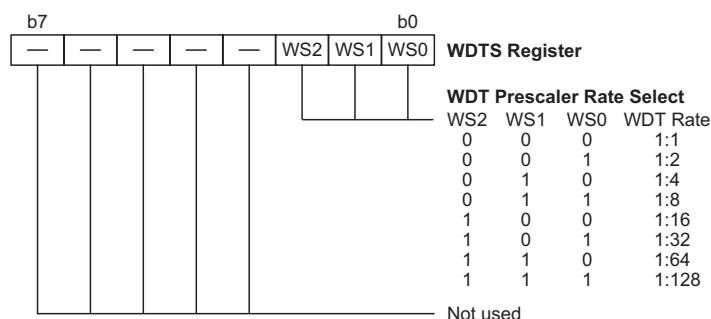 b7 b0
— — — — — WS2 WS1 WS0 WDTS Register
WDT Prescaler Rate Select
WS2 WS1 WS0 WDT Rate
0 0 0 1:1
0 0 1 1:2
0 1 0 1:4
0 1 1 1:8
1 0 0 1:16
1 0 1 1:32
1 1 0 1:64
1 1 1 1:128
Not used